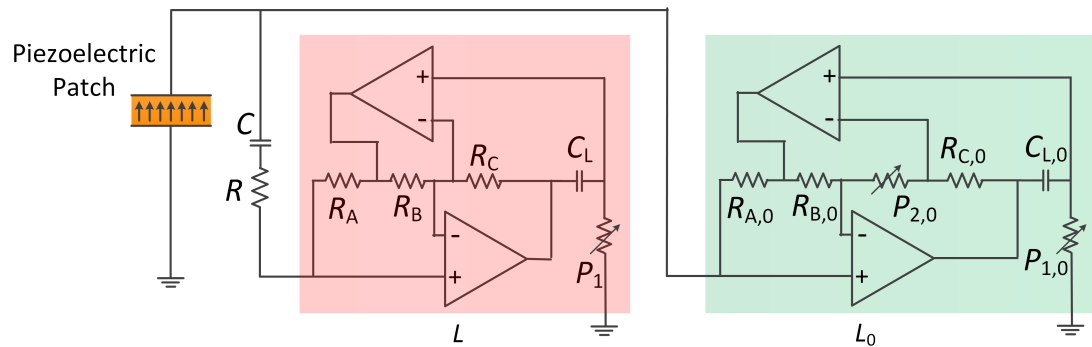 Piezoelectric
Patch
C
R
+
-
R_A
R_B
R_C
C_L
-
+
P_1
L
+
-
R_A,0
R_B,0
P_2,0
R_C,0
C_L,0
-
+
P_1,0
L_0